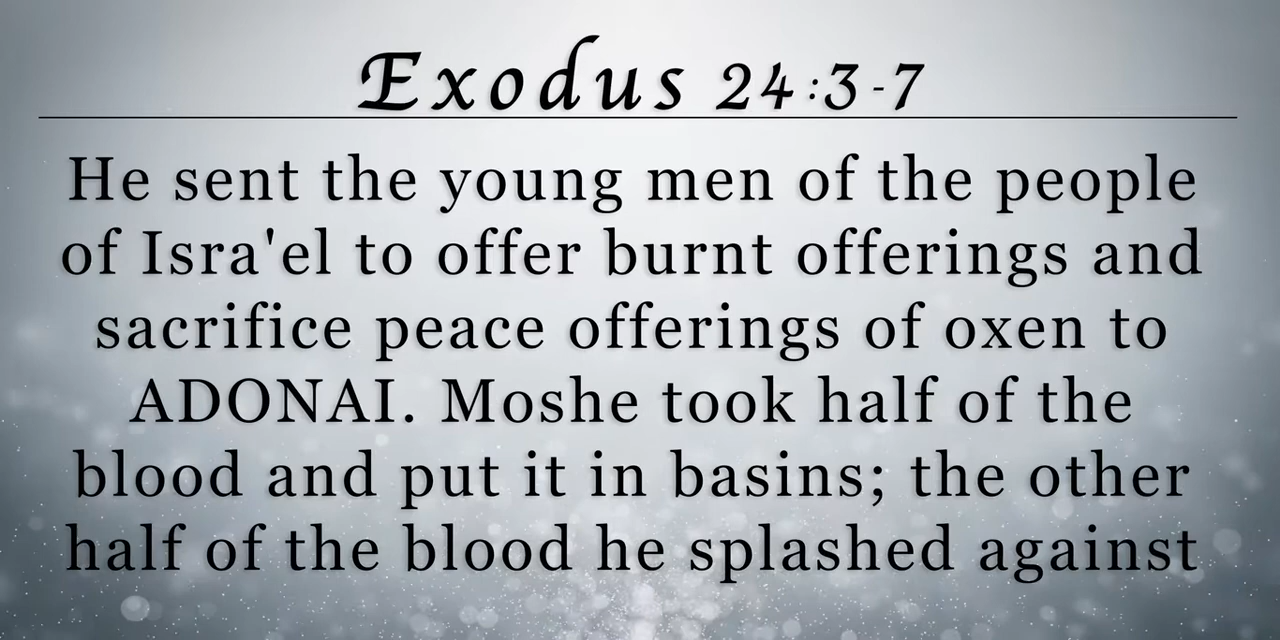 Exodus 24:3-7
He sent the young men of the people
of Isra'el to offer burnt offerings and
sacrifice peace offerings of oxen to
ADONAI. Moshe took half of the
blood and put it in basins; the other
half of the blood he splashed against